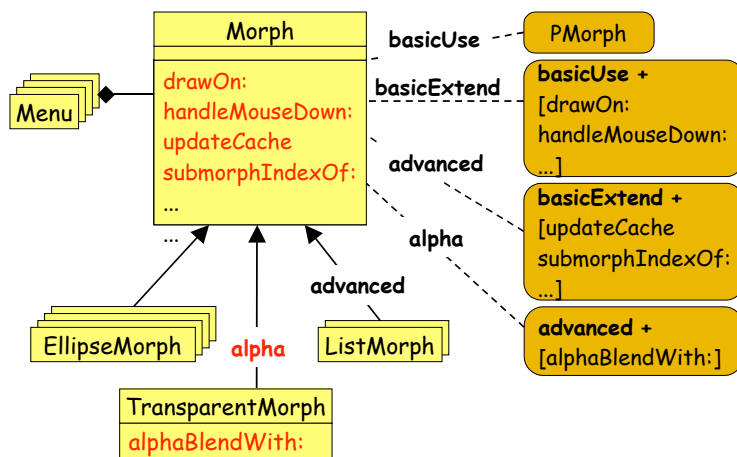 Morph
drawOn:
handleMouseDown:
updateCache
submorphIndexOf:
...
...
Menu
basicUse
basicExtend
advanced
alpha
PMorph
basicUse +
[drawOn:
handleMouseDown:
...]
basicExtend +
[updateCache
submorphIndexOf:
...]
advanced +
[alphaBlendWith:]
advanced
alpha
EllipseMorph
ListMorph
TransparentMorph
alphaBlendWith: